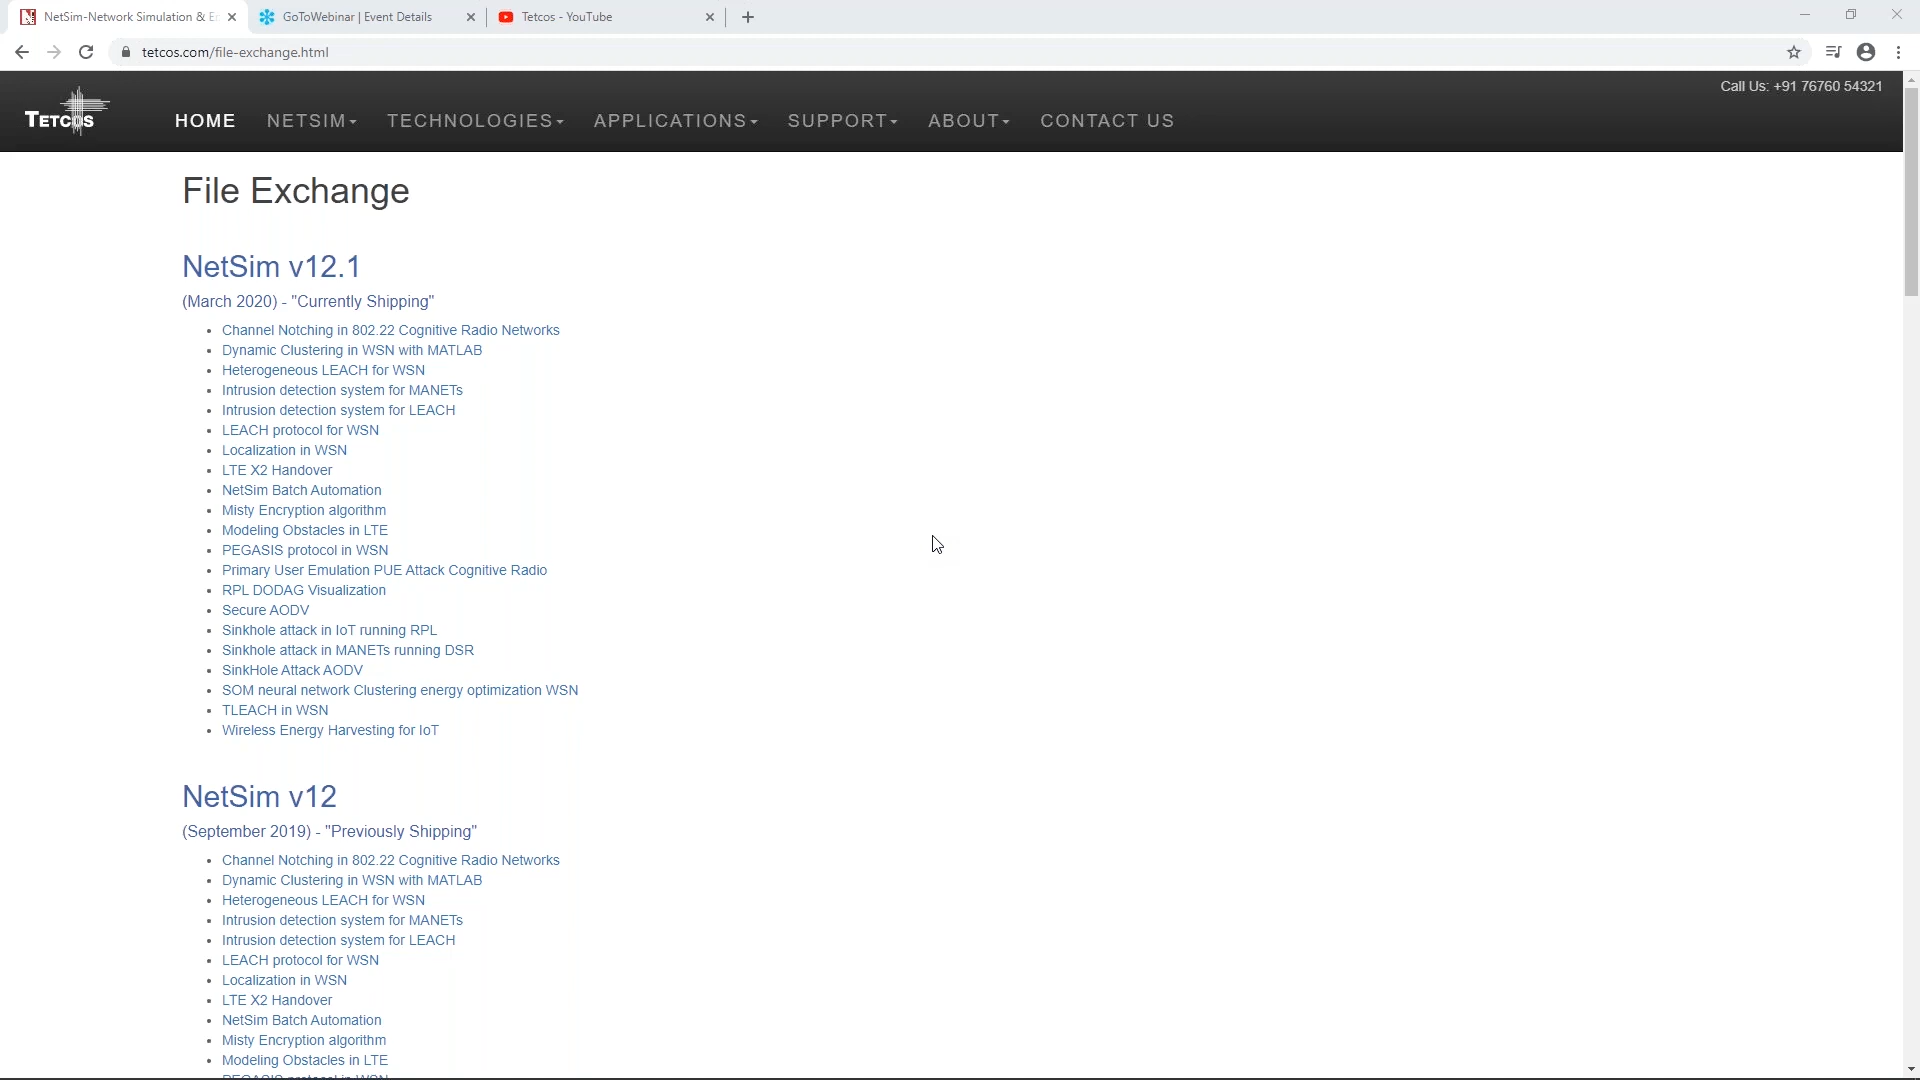 NetSim-Network Simulation & E
GoToWebinar | Event Details
Tetcos - YouTube
tetcos.com/file-exchange.html
Call Us: +91 76760 54321
TETCOS
HOME
NETSIM
TECHNOLOGIES
APPLICATIONS
SUPPORT
ABOUT
CONTACT US
File Exchange
NetSim v12.1
(March 2020) - "Currently Shipping"
Channel Notching in 802.22 Cognitive Radio Networks
Dynamic Clustering in WSN with MATLAB
Heterogeneous LEACH for WSN
Intrusion detection system for MANETs
Intrusion detection system for LEACH
LEACH protocol for WSN
Localization in WSN
LTE X2 Handover
NetSim Batch Automation
Misty Encryption algorithm
Modeling Obstacles in LTE
PEGASIS protocol in WSN
Primary User Emulation PUE Attack Cognitive Radio
RPL DODAG Visualization
Secure AODV
Sinkhole attack in IoT running RPL
Sinkhole attack in MANETs running DSR
SinkHole Attack AODV
SOM neural network Clustering energy optimization WSN
TLEACH in WSN
Wireless Energy Harvesting for IoT
NetSim v12
(September 2019) - "Previously Shipping"
Channel Notching in 802.22 Cognitive Radio Networks
Dynamic Clustering in WSN with MATLAB
Heterogeneous LEACH for WSN
Intrusion detection system for MANETs
Intrusion detection system for LEACH
LEACH protocol for WSN
Localization in WSN
LTE X2 Handover
NetSim Batch Automation
Misty Encryption algorithm
Modeling Obstacles in LTE